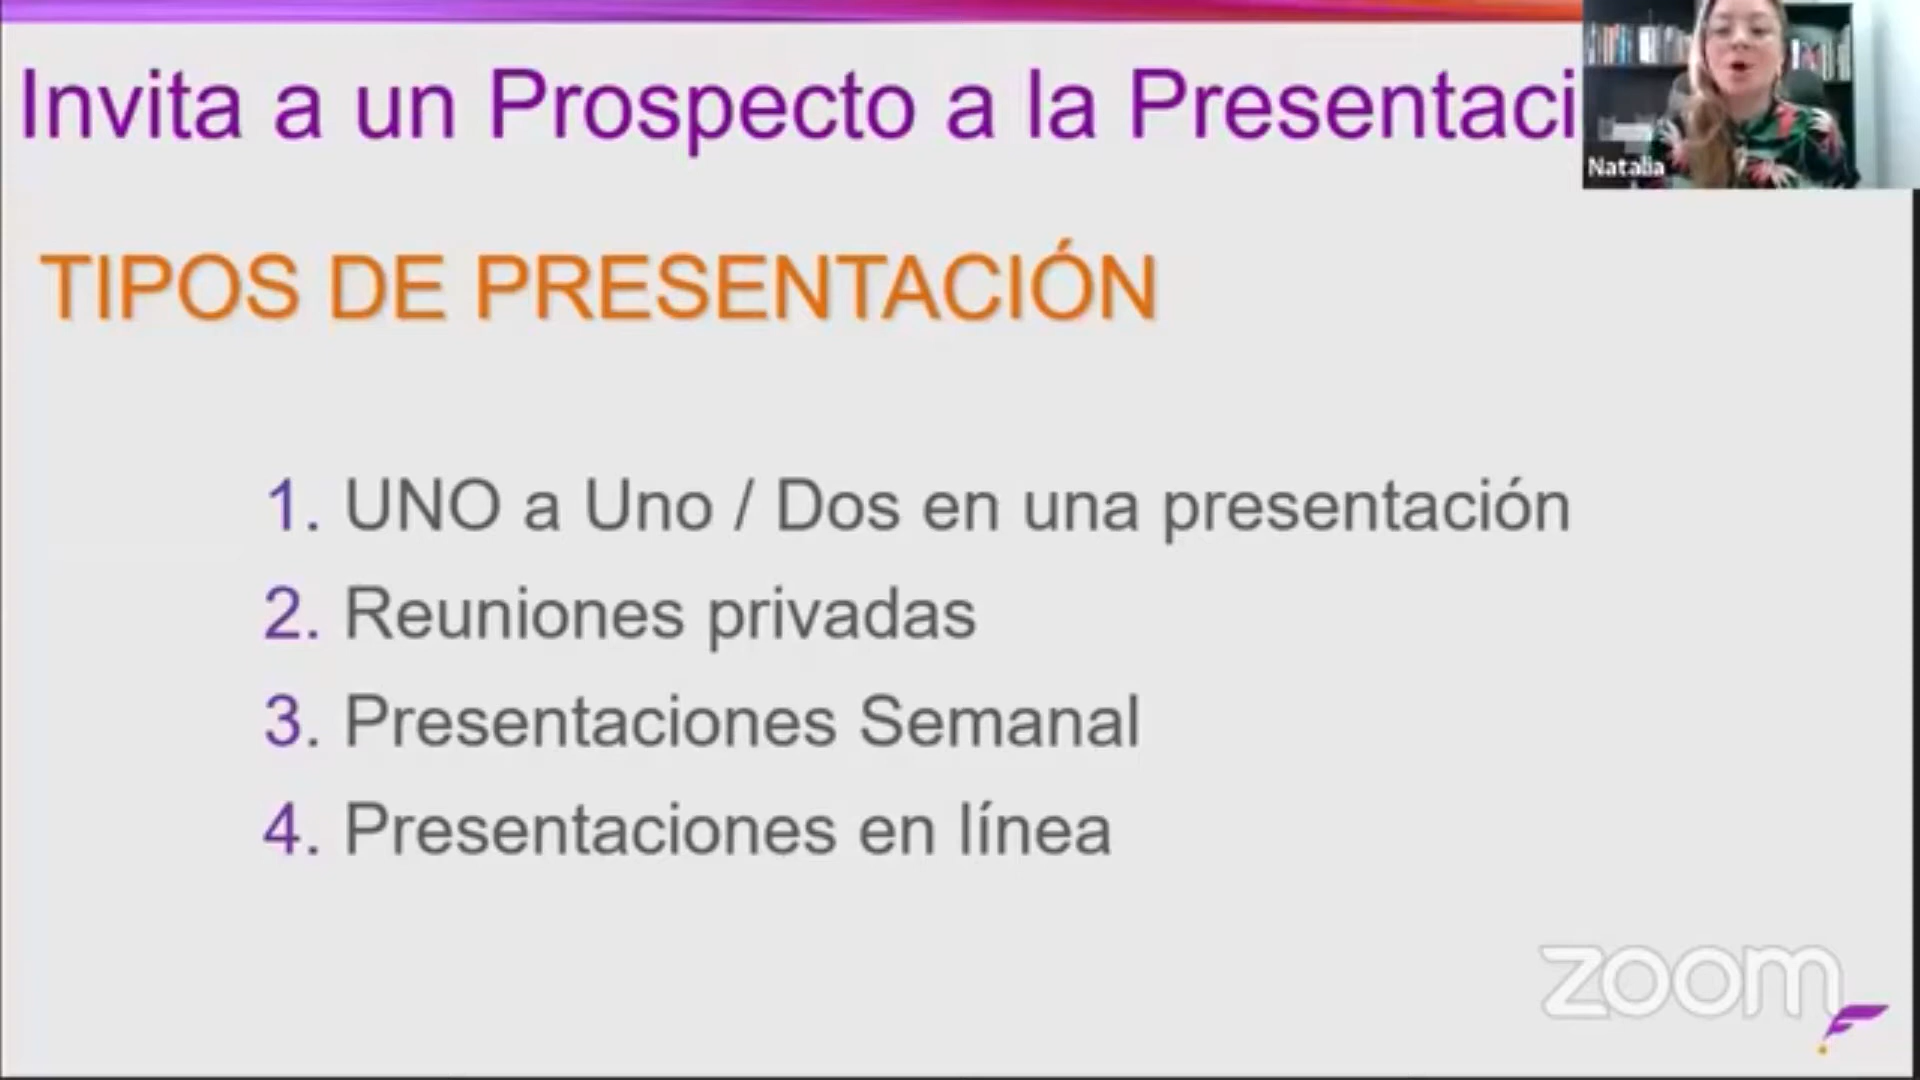 Invita a un Prospecto a la Presentaci
Natalia
TIPOS DE PRESENTACIÓN
1. UNO a Uno / Dos en una presentación
2. Reuniones privadas
3. Presentaciones Semanal
4. Presentaciones en línea
zoom